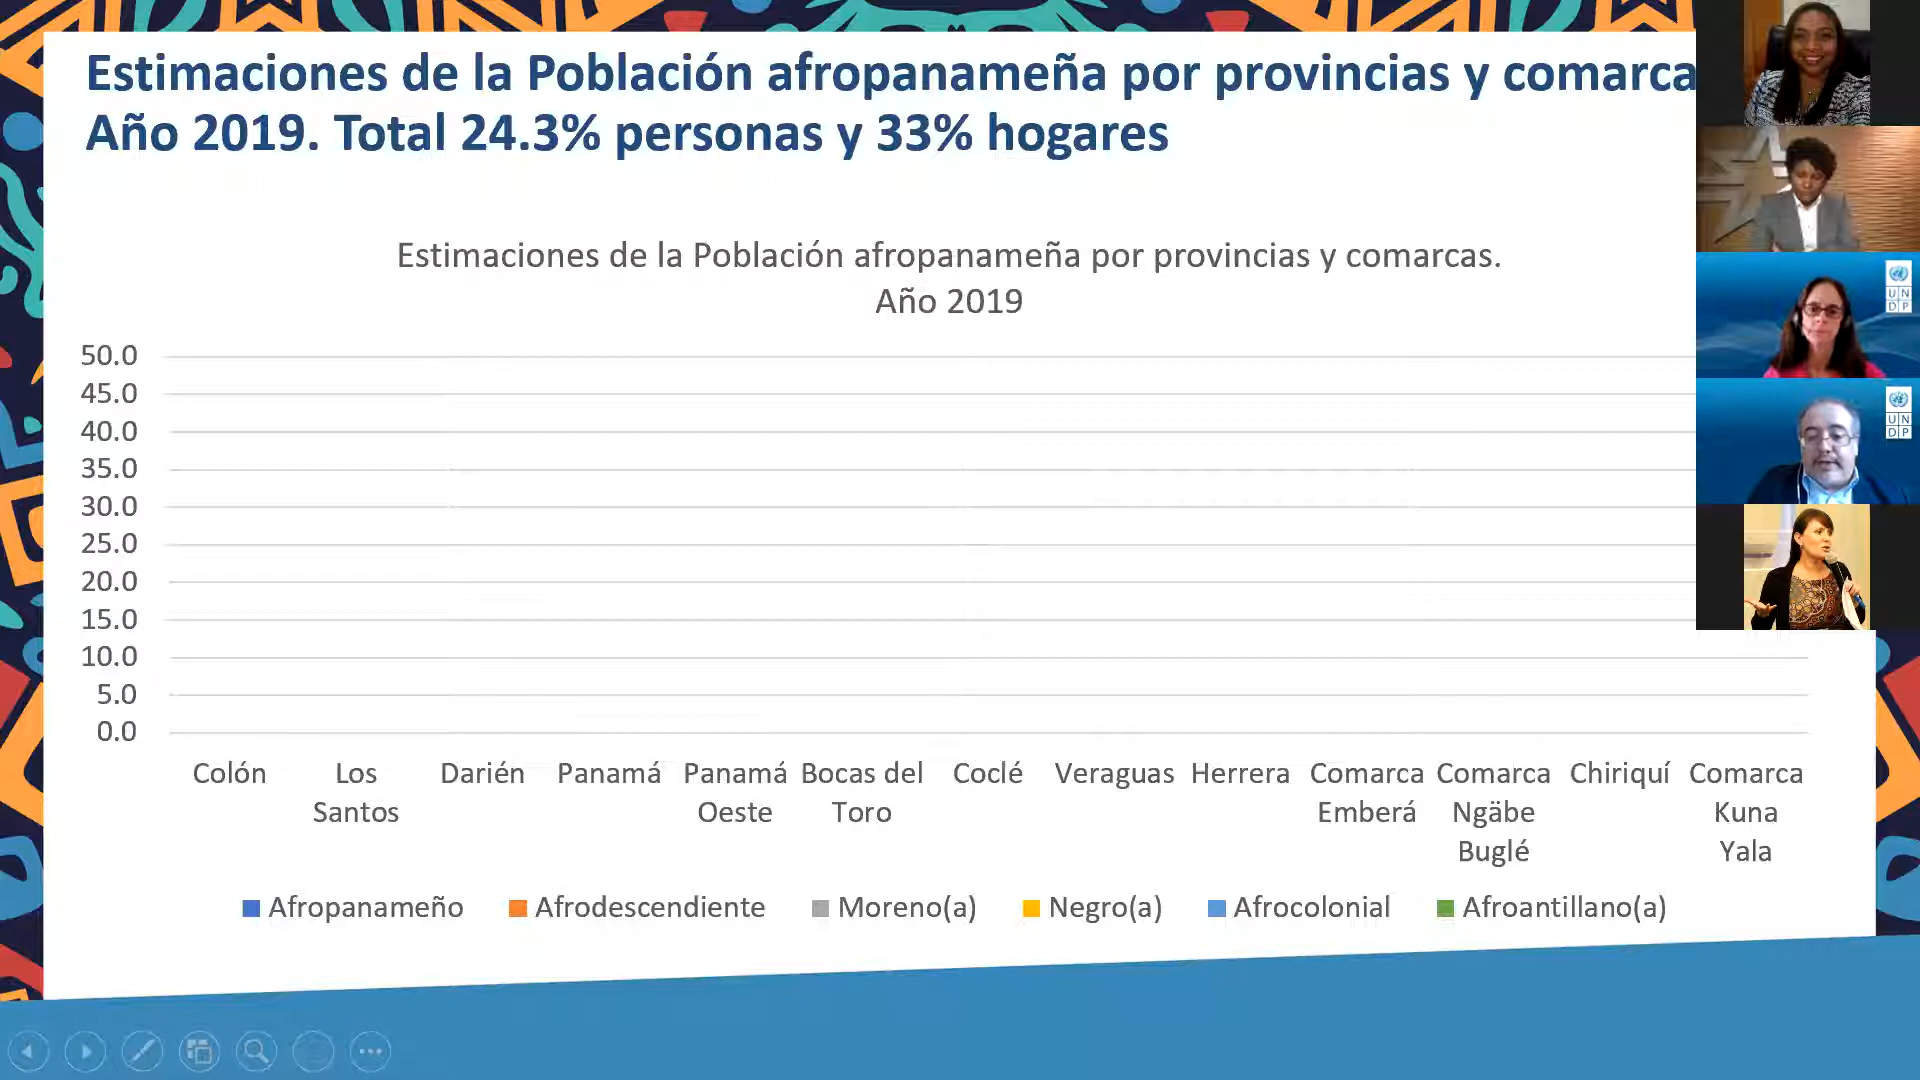 Estimaciones de la Población afropanameña por provincias y comarca
Año 2019. Total 24.3% personas y 33% hogares
Estimaciones de la Población afropanameña por provincias y comarcas.
Año 2019
50.0
45.0
40.0
35.0
30.0
25.0
20.0
15.0
10.0
5.0
0.0
Colón
Los
Santos
Darién
Panamá
Panamá
Oeste
Bocas del
Toro
Coclé
Veraguas
Herrera
Comarca
Emberá
Comarca
Ngäbe
Buglé
Chiriquí
Comarca
Kuna
Yala
Afropanameño
Afrodescendiente
Moreno(a)
Negro(a)
Afrocolonial
Afroantillano(a)
U N
D P
U N
D P